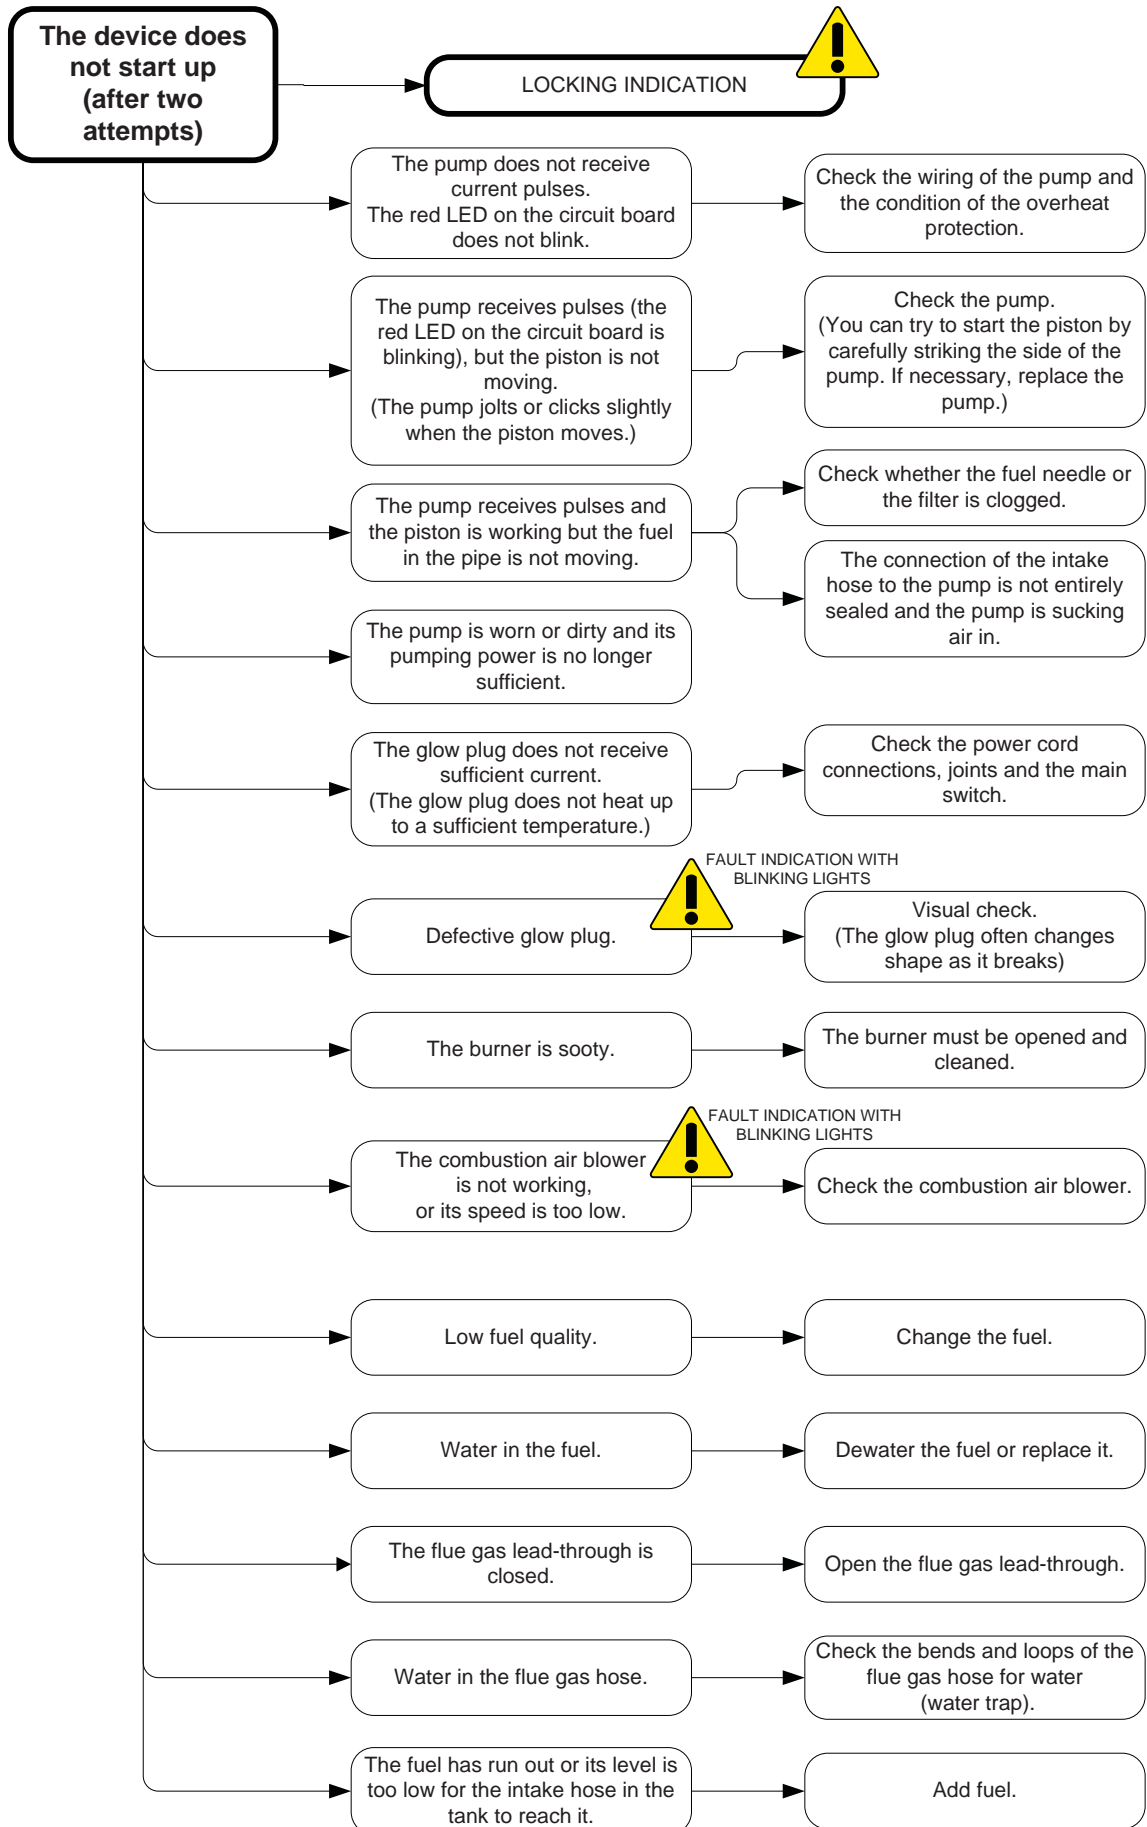 The device does
not start up
(after two
attempts)
LOCKING INDICATION
The pump does not receive
current pulses.
The red LED on the circuit board
does not blink.
Check the wiring of the pump and
the condition of the overheat
protection.
The pump receives pulses (the
red LED on the circuit board is
blinking), but the piston is not
moving.
(The pump jolts or clicks slightly
when the piston moves.)
Check the pump.
(You can try to start the piston by
carefully striking the side of the
pump. If necessary, replace the
pump.)
The pump receives pulses and
the piston is working but the fuel
in the pipe is not moving.
Check whether the fuel needle or
the filter is clogged.
The connection of the intake
hose to the pump is not entirely
sealed and the pump is sucking
air in.
The pump is worn or dirty and its
pumping power is no longer
sufficient.
The glow plug does not receive
sufficient current.
(The glow plug does not heat up
to a sufficient temperature.)
Check the power cord
connections, joints and the main
switch.
FAULT INDICATION WITH
BLINKING LIGHTS
Defective glow plug.
Visual check.
(The glow plug often changes
shape as it breaks)
The burner is sooty.
The burner must be opened and
cleaned.
FAULT INDICATION WITH
BLINKING LIGHTS
The combustion air blower
is not working,
or its speed is too low.
Check the combustion air blower.
Low fuel quality.
Change the fuel.
Water in the fuel.
Dewater the fuel or replace it.
The flue gas lead-through is
closed.
Open the flue gas lead-through.
Water in the flue gas hose.
Check the bends and loops of the
flue gas hose for water
(water trap).
The fuel has run out or its level is
too low for the intake hose in the
tank to reach it.
Add fuel.